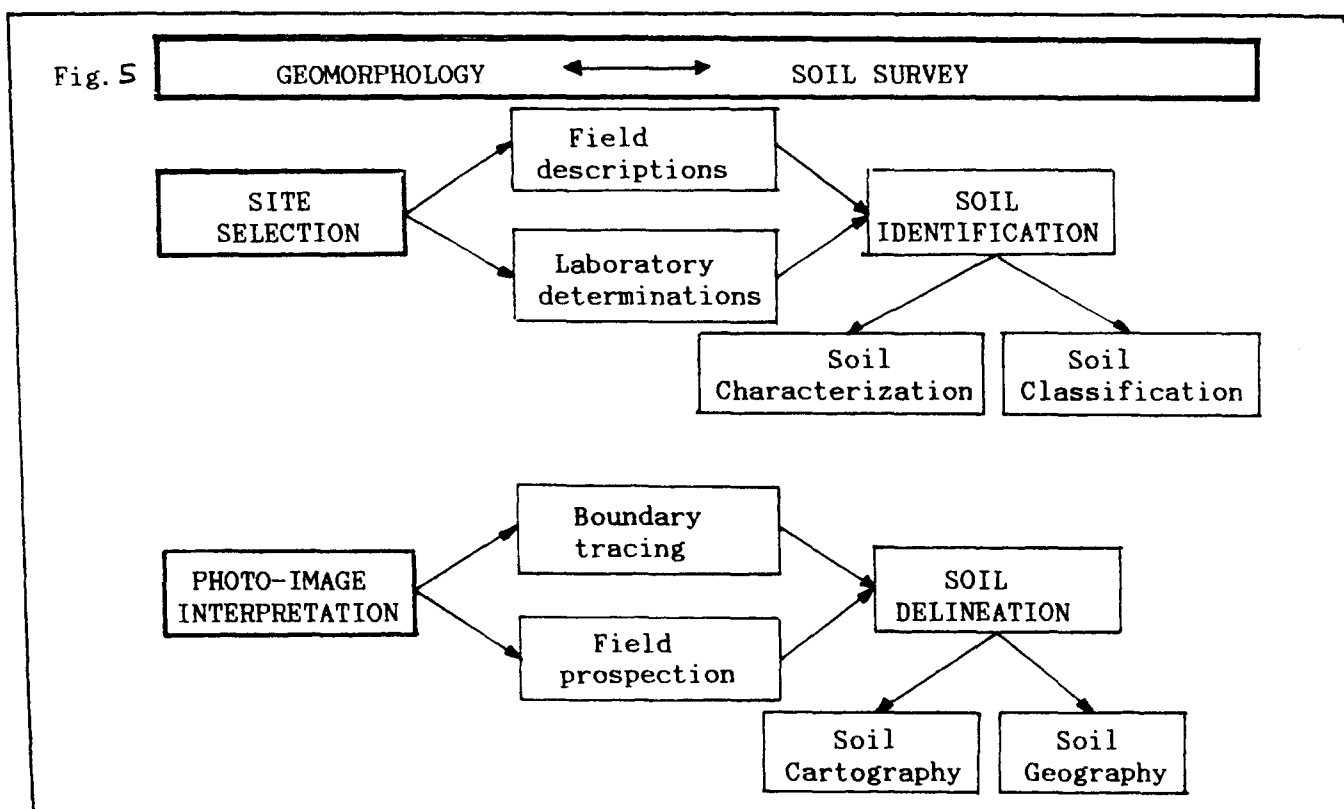 Fig. 5
GEOMORPHOLOGY ↔ SOIL SURVEY
Field
descriptions
SITE
SELECTION
SOIL
IDENTIFICATION
Laboratory
determinations
Soil
Characterization
Soil
Classification
Boundary
tracing
PHOTO-IMAGE
INTERPRETATION
SOIL
DELINEATION
Field
prospection
Soil
Cartography
Soil
Geography